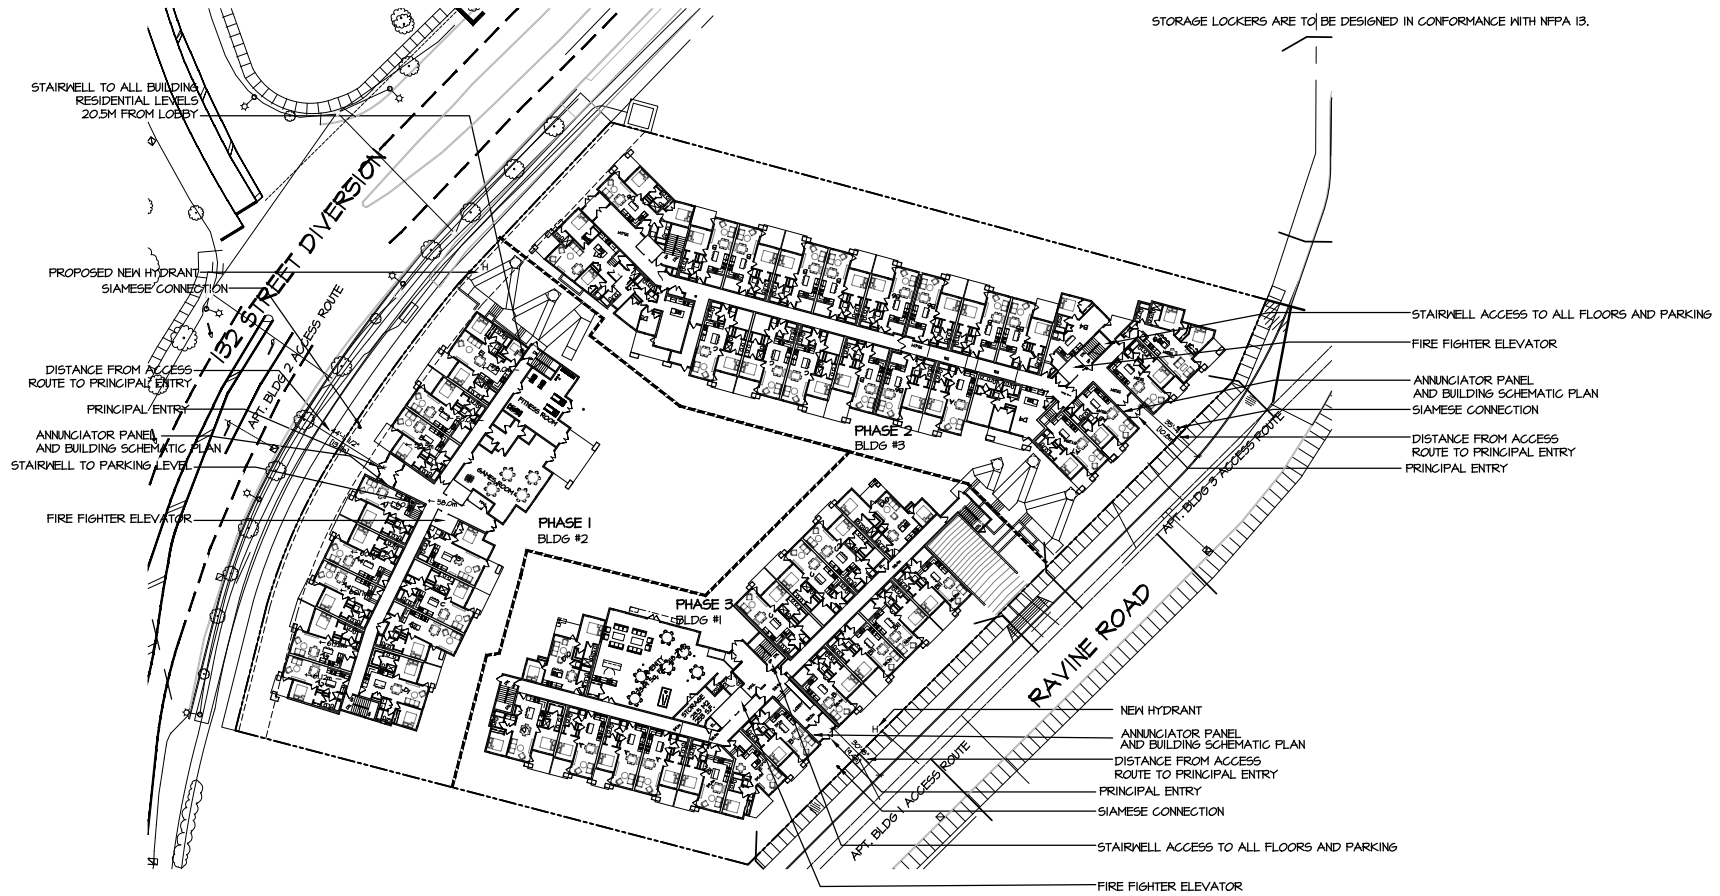 STORAGE LOCKERS ARE TO BE DESIGNED IN CONFORMANCE WITH NFPA 13.
STAIRWELL TO ALL BUILDING
RESIDENTIAL LEVELS
20.5M FROM LOBBY
132 STREET DIVERSION
PROPOSED NEW HYDRANT
SIAMESE CONNECTION
H
APT. BLDG 2 ACCESS ROUTE
DISTANCE FROM ACCESS
ROUTE TO PRINCIPAL ENTRY
PRINCIPAL ENTRY
ANNUNCIATOR PANEL
AND BUILDING SCHEMATIC PLAN
STAIRWELL TO PARKING LEVEL
FIRE FIGHTER ELEVATOR
FITNESS ROOM
GAMES ROOM
PHASE 1
BLDG #2
PHASE 2
BLDG #3
PHASE 3
BLDG #1
STORAGE
STAIRWELL ACCESS TO ALL FLOORS AND PARKING
FIRE FIGHTER ELEVATOR
ANNUNCIATOR PANEL
AND BUILDING SCHEMATIC PLAN
SIAMESE CONNECTION
DISTANCE FROM ACCESS
ROUTE TO PRINCIPAL ENTRY
PRINCIPAL ENTRY
APT. BLDG 3 ACCESS ROUTE
RAVINE ROAD
H
NEW HYDRANT
ANNUNCIATOR PANEL
AND BUILDING SCHEMATIC PLAN
DISTANCE FROM ACCESS
ROUTE TO PRINCIPAL ENTRY
PRINCIPAL ENTRY
SIAMESE CONNECTION
APT. BLDG 1 ACCESS ROUTE
STAIRWELL ACCESS TO ALL FLOORS AND PARKING
FIRE FIGHTER ELEVATOR